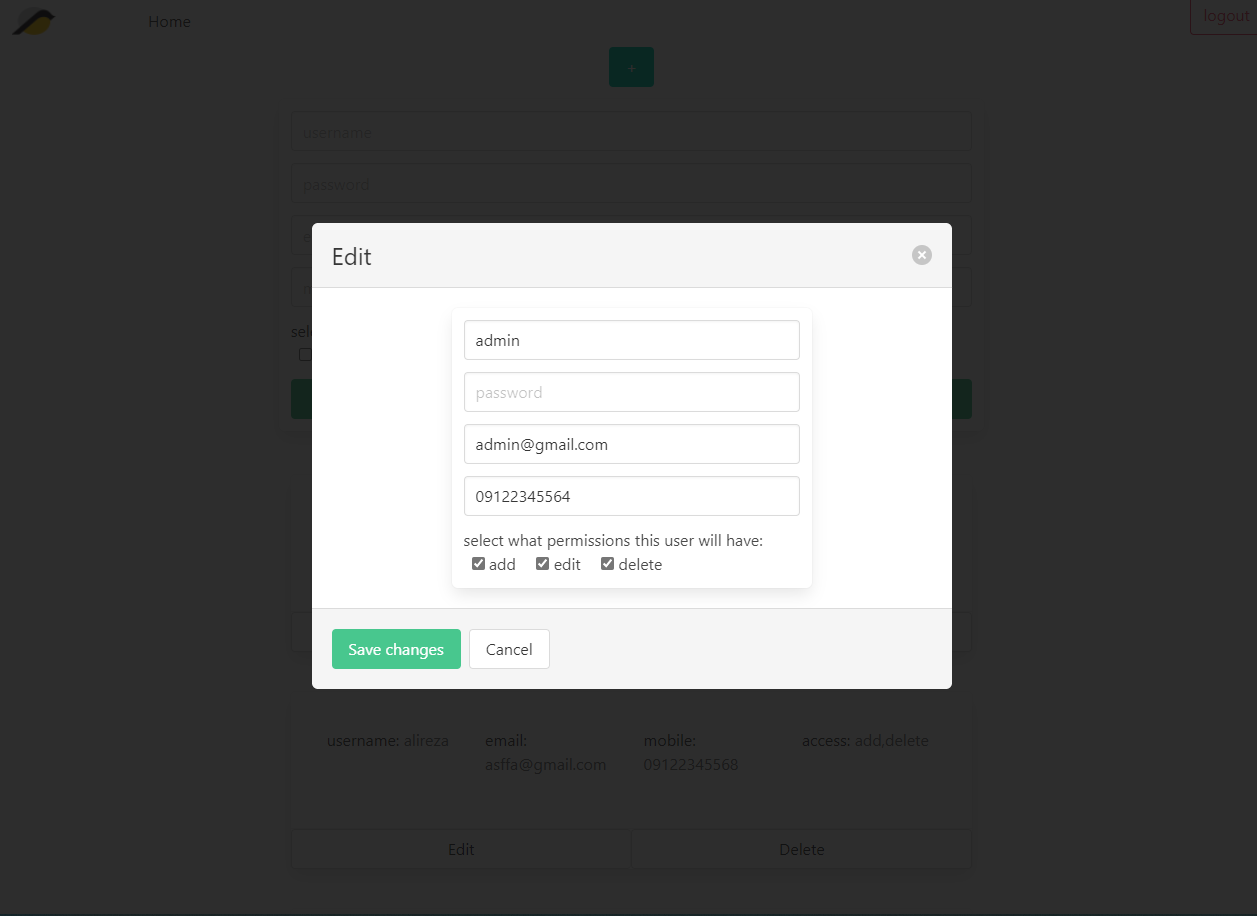 Home
logout
+
username
password
Edit
admin
password
admin@gmail.com
09122345564
select what permissions this user will have:
add edit delete
Save changes Cancel
username: alireza email: mobile: access: add,delete
asffa@gmail.com 09122345568
Edit Delete